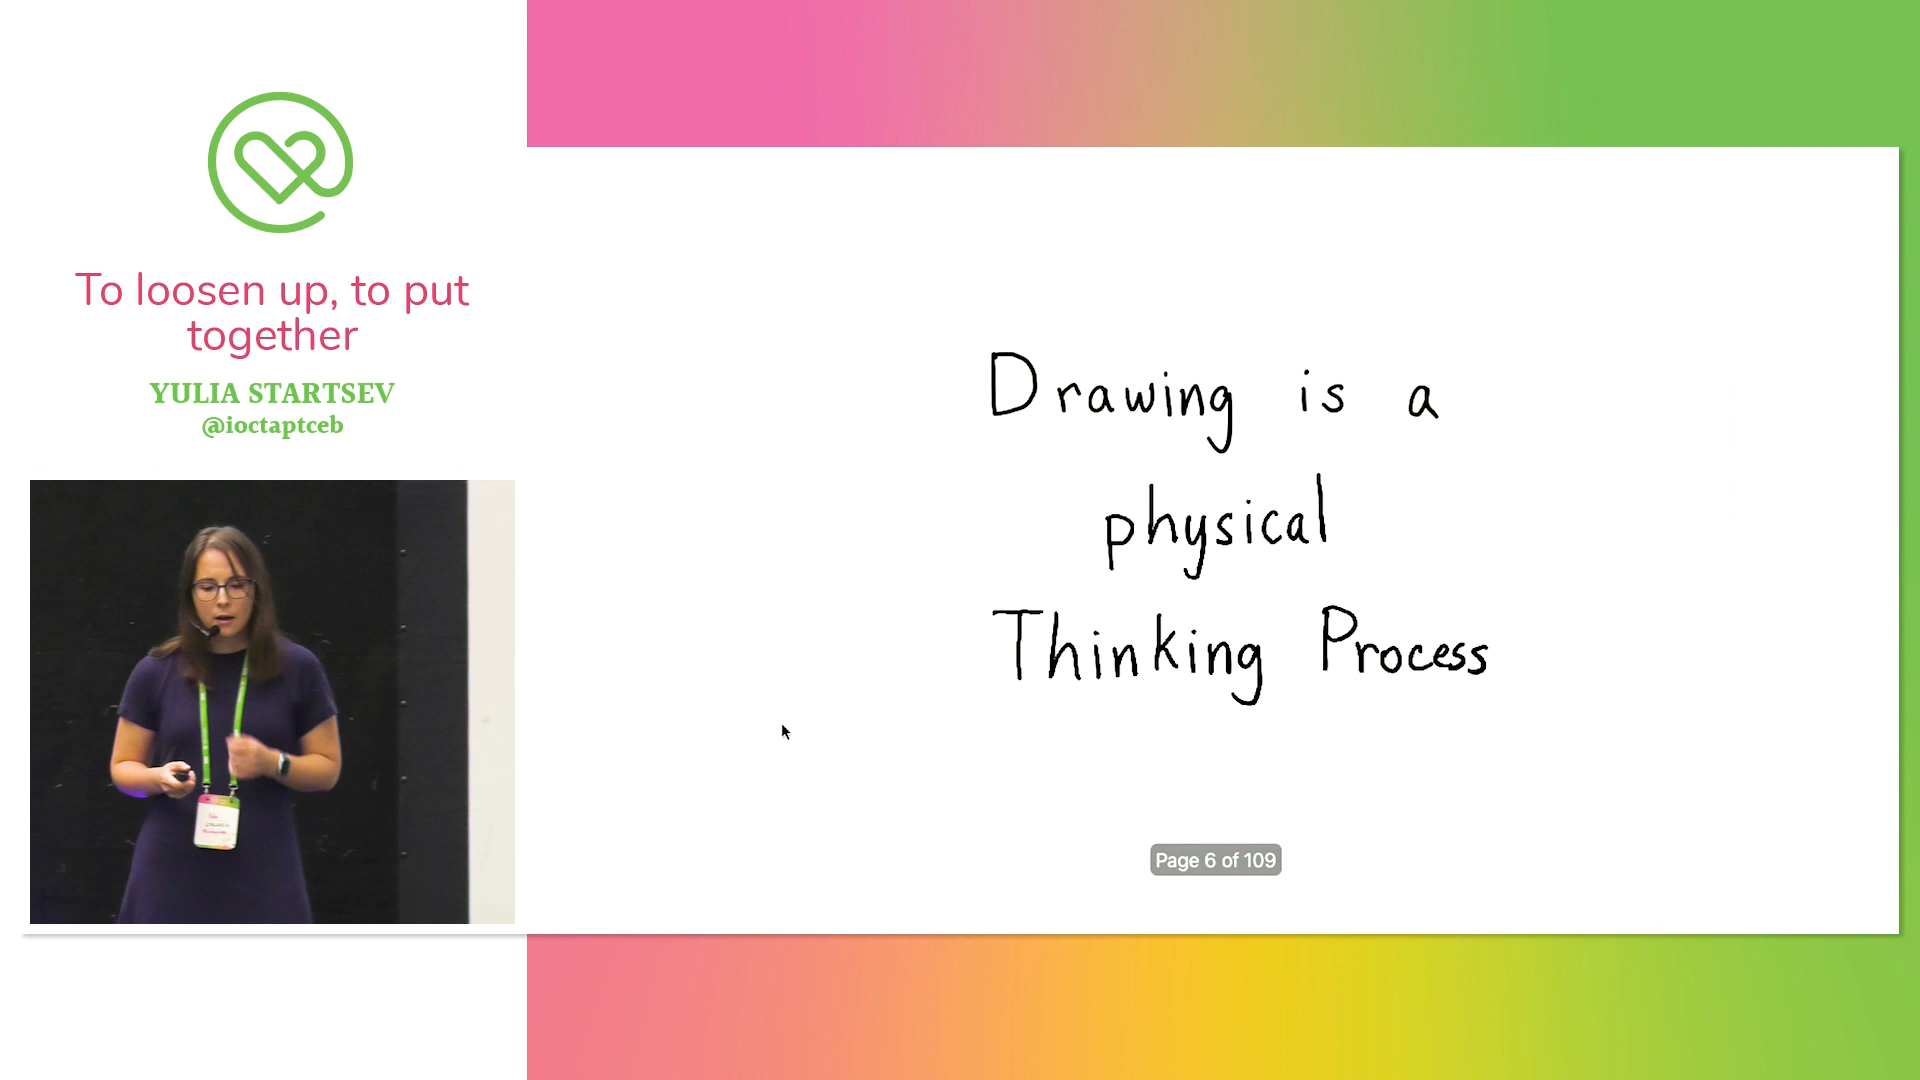 To loosen up, to put
together
YULIA STARTSEV
@ioctaptceb
Drawing is a
physical
Thinking Process
Page 6 of 109